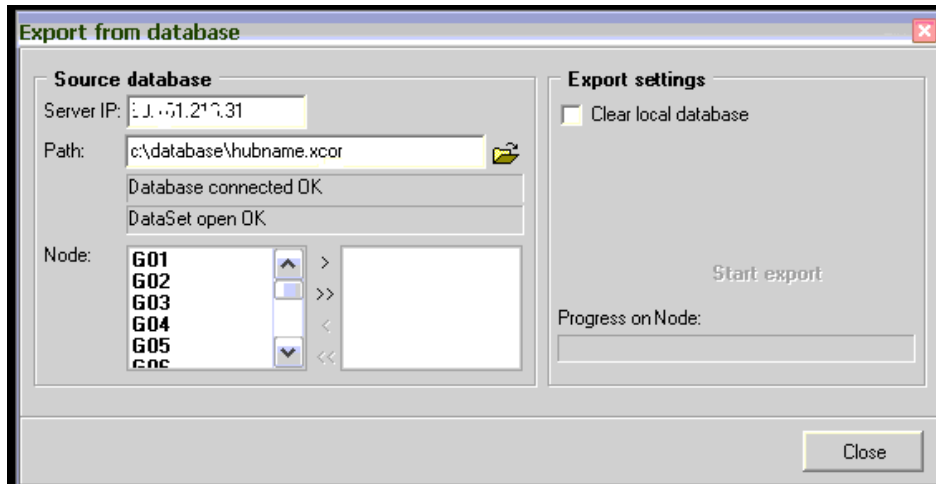 Export from database
Source database
Server IP:
Path: c:\database\hubname.xcor
Database connected OK
DataSet open OK
Node:
G01
G02
G03
G04
G05
G06
>
>>
<
<<
Export settings
Clear local database
Start export
Progress on Node:
Close